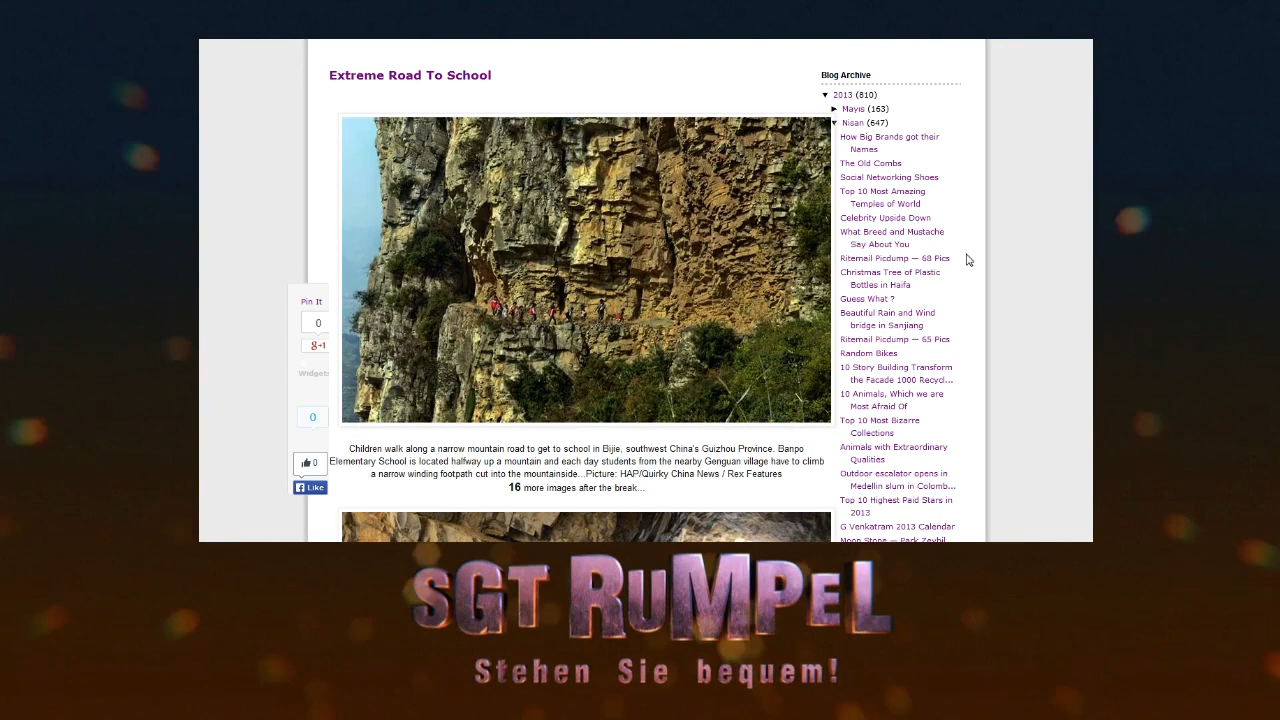 Extreme Road To School
Blog Archive
▼ 2013 (810)
► Mayıs (163)
▼ Nisan (647)
How Big Brands got their
Names
The Old Combs
Social Networking Shoes
Top 10 Most Amazing
Temples of World
Celebrity Upside Down
What Breed and Mustache
Say About You
Ritemail Picdump — 68 Pics
Christmas Tree of Plastic
Bottles in Haifa
Guess What ?
Beautiful Rain and Wind
bridge in Sanjiang
Ritemail Picdump — 65 Pics
Random Bikes
10 Story Building Transform
the Facade 1000 Recycl...
10 Animals, Which we are
Most Afraid Of
Top 10 Most Bizarre
Collections
Animals with Extraordinary
Qualities
Outdoor escalator opens in
Medellin slum in Colomb...
Top 10 Highest Paid Stars in
2013
G Venkatram 2013 Calendar
Moon Stone — Park Zeybil
Pin It
0
g+1
Widgets
0
0
Like
Children walk along a narrow mountain road to get to school in Bijie, southwest China's Guizhou Province. Banpo
Elementary School is located halfway up a mountain and each day students from the nearby Genguan village have to climb
a narrow winding footpath cut into the mountainside...Picture: HAP/Quirky China News / Rex Features
16 more images after the break...
SGT RUMPEL
Stehen Sie bequem!